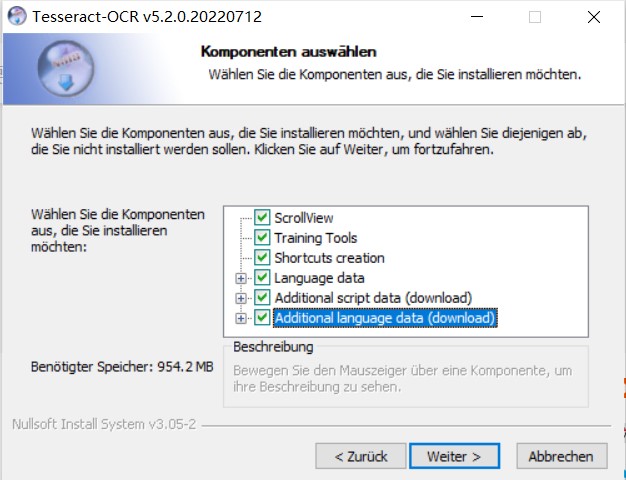 Tesseract-OCR v5.2.0.20220712
Komponenten auswählen
Wählen Sie die Komponenten aus, die Sie installieren möchten.
Wählen Sie die Komponenten aus, die Sie installieren möchten, und wählen Sie diejenigen ab,
die Sie nicht installiert werden sollen. Klicken Sie auf Weiter, um fortzufahren.
Wählen Sie die Komponenten
aus, die Sie installieren
möchten:
ScrollView
Training Tools
Shortcuts creation
Language data
Additional script data (download)
Additional language data (download)
Benötigter Speicher: 954.2 MB
Beschreibung
Bewegen Sie den Mauszeiger über eine Komponente, um
ihre Beschreibung zu sehen.
Nullsoft Install System v3.05-2
< Zurück
Weiter >
Abbrechen